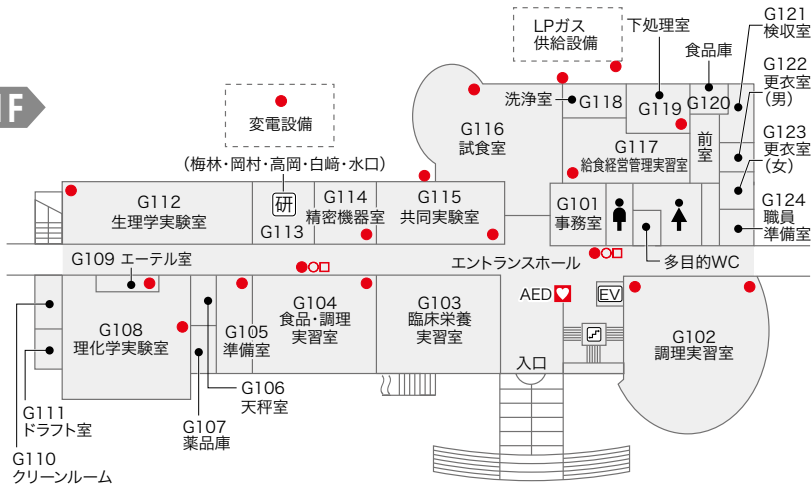 1F
LPガス
供給設備
下処理室
食品庫
G121
検収室
G122
更衣室
(男)
G123
更衣室
(女)
G124
職員
準備室
変電設備
洗浄室
G118
G119
G120
前室
G116
試食室
G117
給食経営管理実習室
(梅林・岡村・高岡・白﨑・水口)
研
G113
G112
生理学実験室
G114
精密機器室
G115
共同実験室
G101
事務室
多目的WC
G109 エーテル室
エントランスホール
AED
EV
G108
理化学実験室
G105
準備室
G104
食品・調理
実習室
G103
臨床栄養
実習室
G102
調理実習室
入口
G106
天秤室
G107
薬品庫
G111
ドラフト室
G110
クリーンルーム